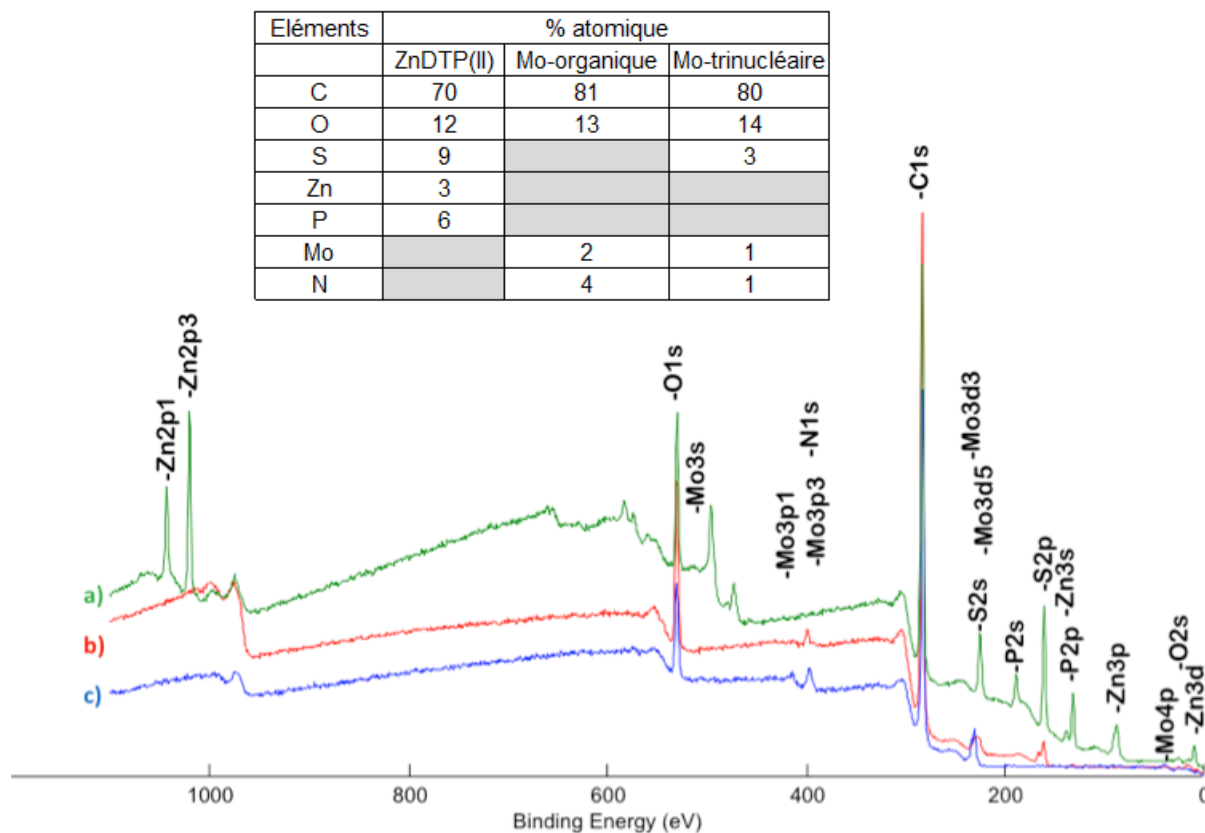 Eléments % atomique
ZnDTP(II) Mo-organique Mo-trinucléaire
C 70 81 80
O 12 13 14
S 9 3
Zn 3
P 6
Mo 2 1
N 4 1
-Zn2p1
-Zn2p3
-O1s
-Mo3s
-Mo3p1
-N1s
-Mo3p3
-C1s
-Mo3d3
-Mo3d5
-S2s
-P2s
-S2p
-Zn3s
-P2p
-Zn3p
-O2s
-Mo4p
-Zn3d
a)
b)
c)
1000 800 600 400 200 0
Binding Energy (eV)